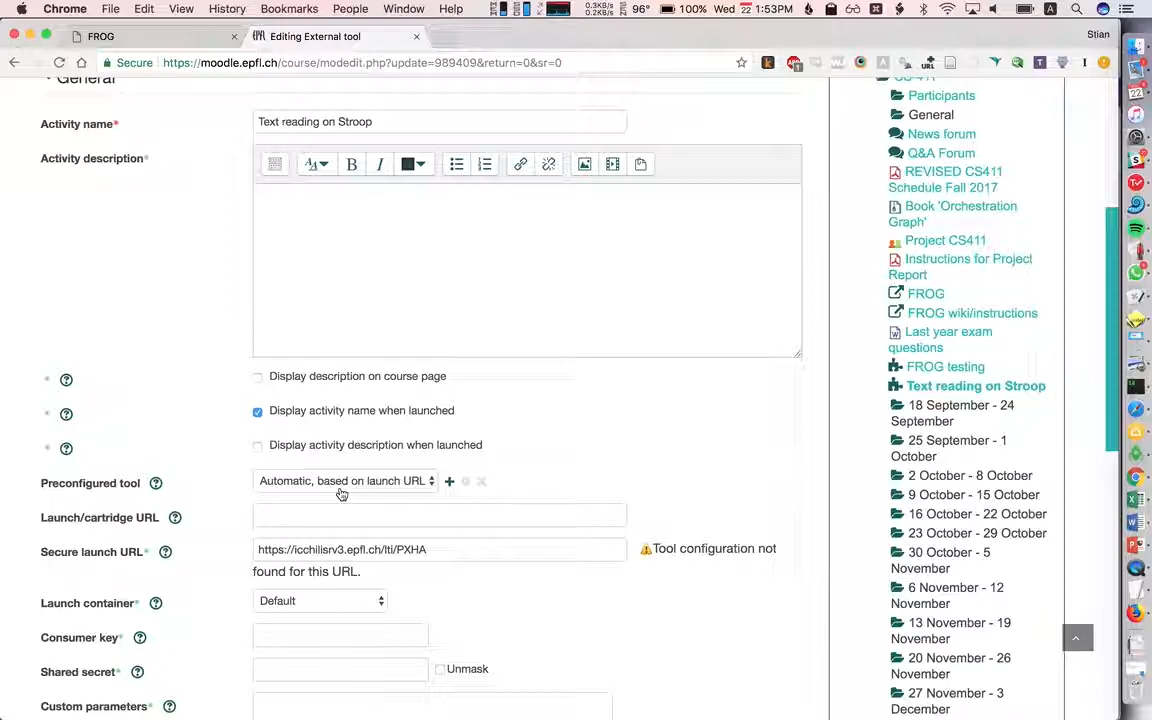 Chrome File Edit View History Bookmarks People Window Help 0.3K/s 0.2K/s 96° 100% Wed 22 1:53PM
FROG Editing External tool Stian
Secure https://moodle.epfl.ch/course/modedit.php?update=989409&return=0&sr=0
General
Activity name*
Text reading on Stroop
Activity description*
Display description on course page
Display activity name when launched
Display activity description when launched
Preconfigured tool
Automatic, based on launch URL
Launch/cartridge URL
Secure launch URL*
https://icchilisrv3.epfl.ch/lti/PXHA
Tool configuration not
found for this URL.
Launch container*
Default
Consumer key*
Shared secret*
Unmask
Custom parameters*
CS-411
Participants
General
News forum
Q&A Forum
REVISED CS411
Schedule Fall 2017
Book 'Orchestration
Graph'
Project CS411
Instructions for Project
Report
FROG
FROG wiki/instructions
Last year exam
questions
FROG testing
Text reading on Stroop
18 September - 24
September
25 September - 1
October
2 October - 8 October
9 October - 15 October
16 October - 22 October
23 October - 29 October
30 October - 5
November
6 November - 12
November
13 November - 19
November
20 November - 26
November
27 November - 3
December